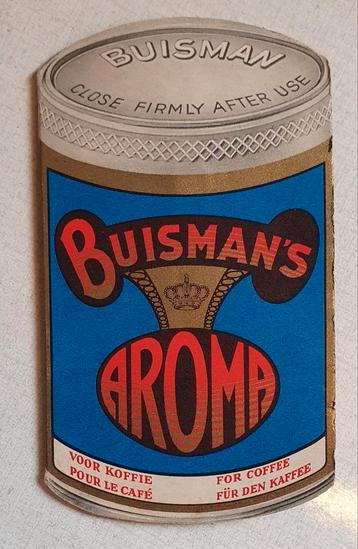 BUISMAN
CLOSE FIRMLY AFTER USE
BUISMAN'S
AROMA
VOOR KOFFIE
POUR LE CAFÉ
FOR COFFEE
FÜR DEN KAFFEE